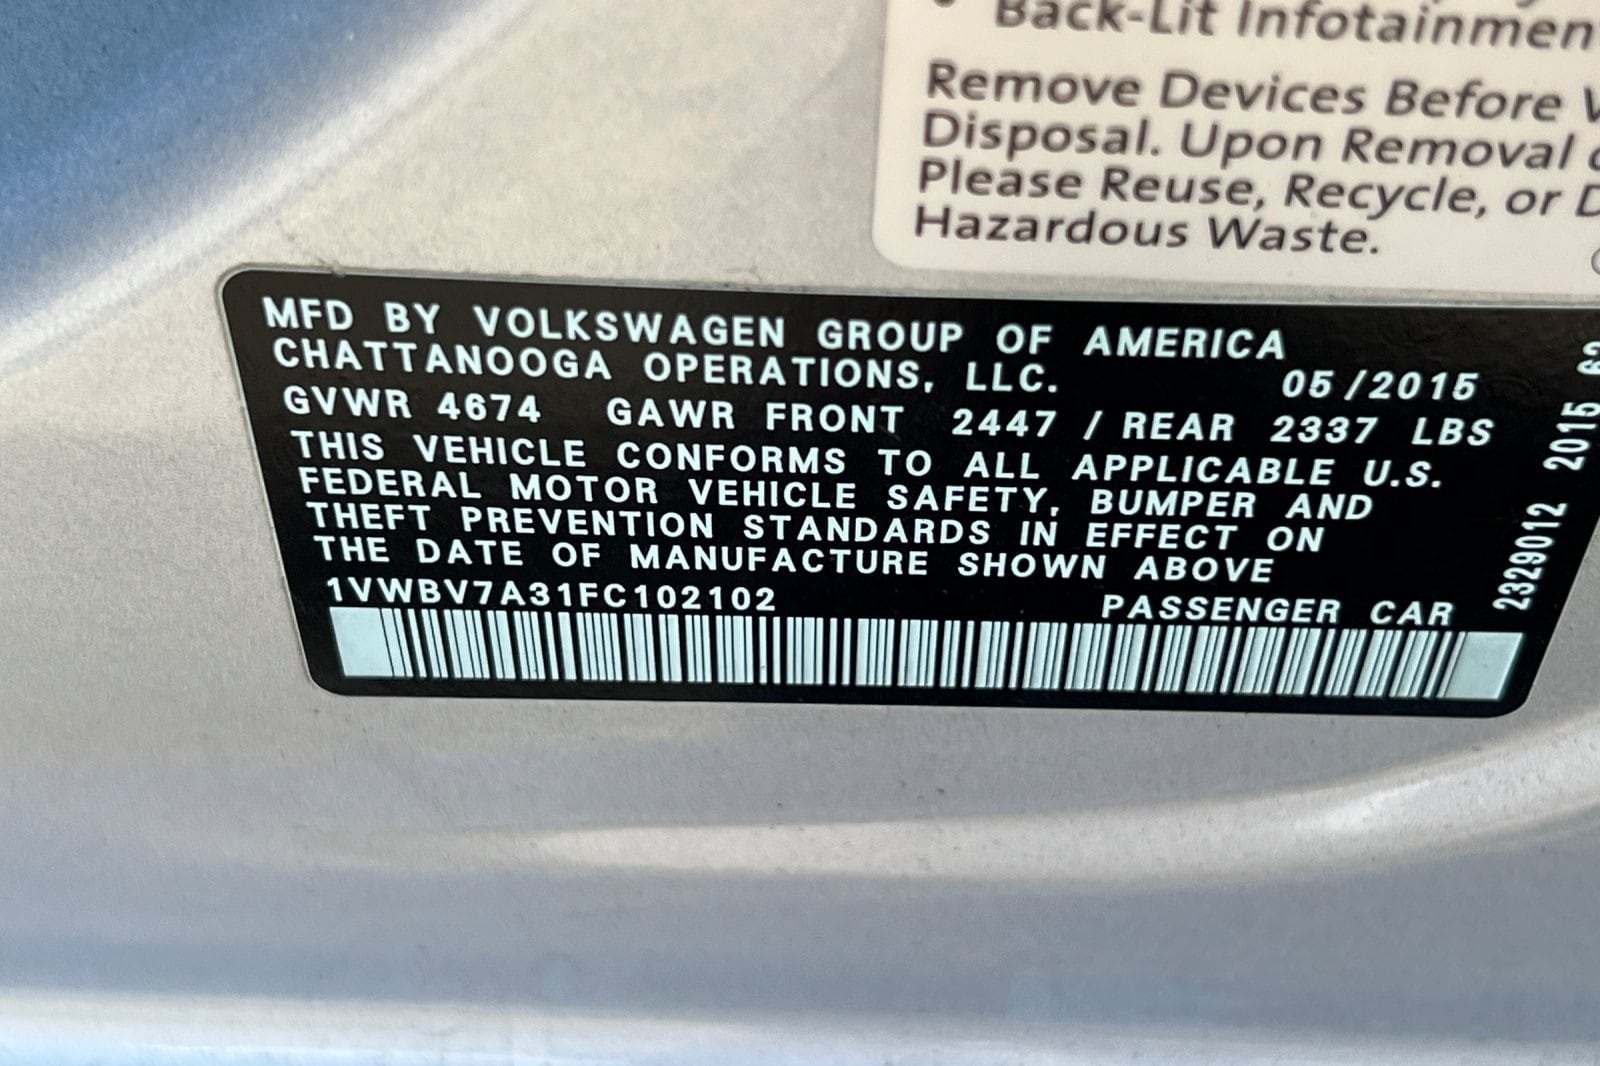 Back-Lit Infotainmen
Remove Devices Before
Disposal. Upon Removal
Please Reuse, Recycle, or D
Hazardous Waste.
MFD BY VOLKSWAGEN GROUP OF AMERICA
CHATTANOOGA OPERATIONS, LLC. 05/2015
GVWR 4674 GAWR FRONT 2447 / REAR 2337 LBS
THIS VEHICLE CONFORMS TO ALL APPLICABLE U.S.
FEDERAL MOTOR VEHICLE SAFETY, BUMPER AND
THEFT PREVENTION STANDARDS IN EFFECT ON
THE DATE OF MANUFACTURE SHOWN ABOVE
1VWBV7A31FC102102 PASSENGER CAR
2329012 2015